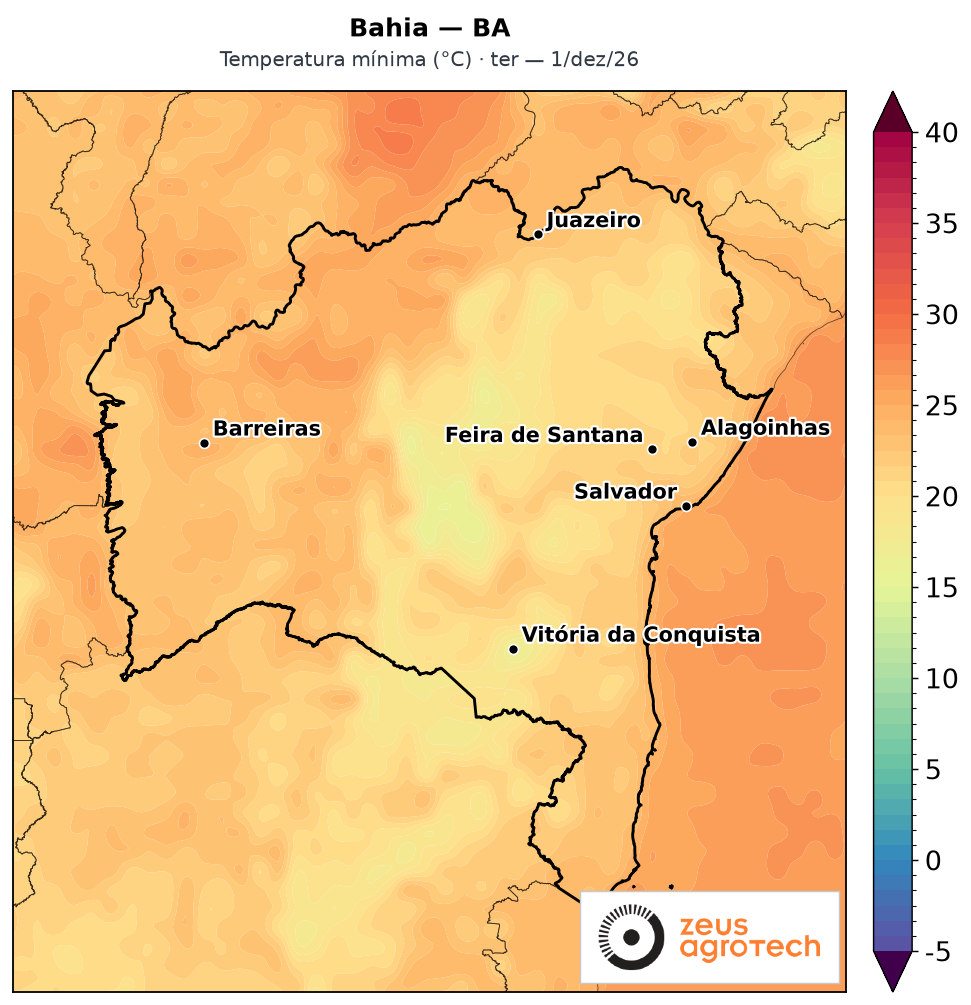 Bahia — BA
Temperatura mínima (°C) · ter — 1/dez/26
Juazeiro
Barreiras
Feira de Santana
Alagoinhas
Salvador
Vitória da Conquista
40
35
30
25
20
15
10
5
0
-5
zeus
agrotech